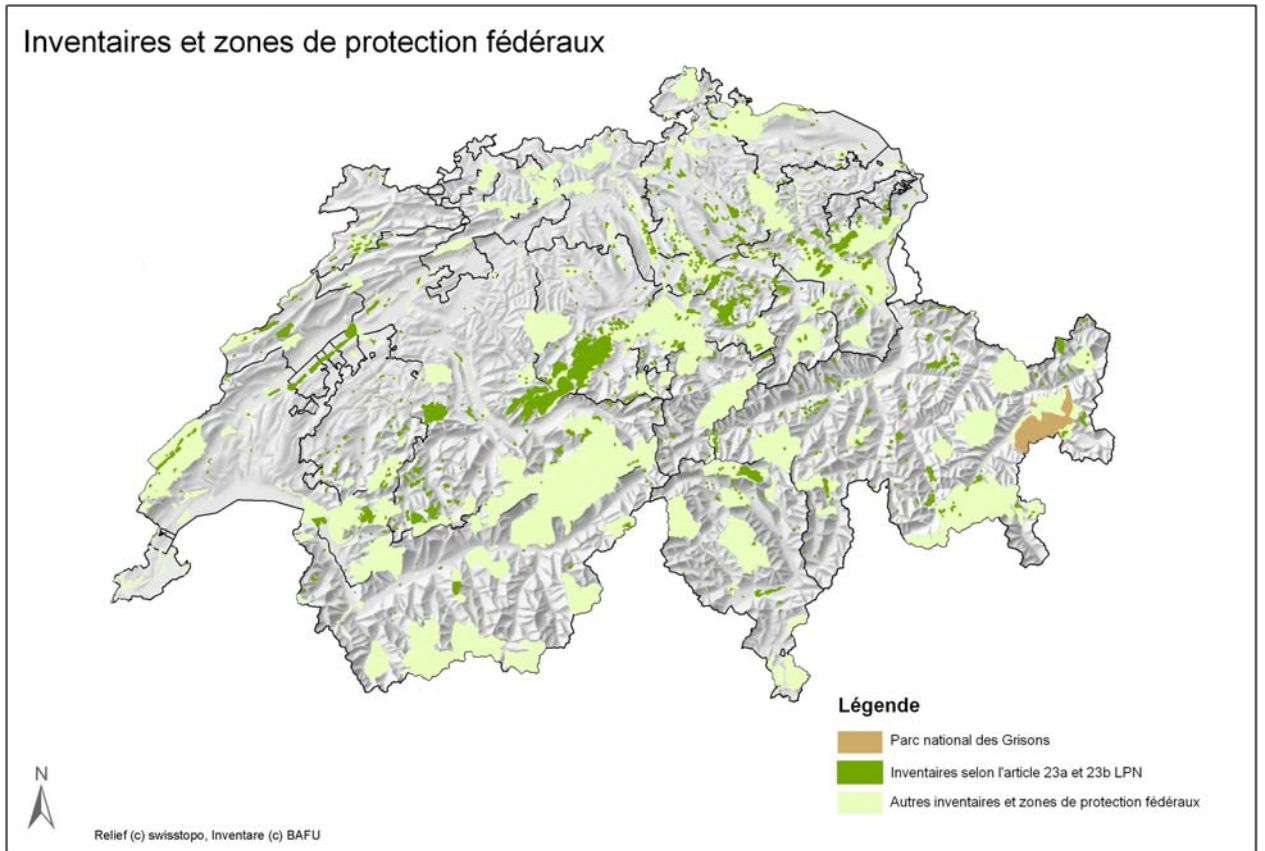 Inventaires et zones de protection fédéraux
Légende
Parc national des Grisons
Inventaires selon l'article 23a et 23b LPN
Autres inventaires et zones de protection fédéraux
N
Relief (c) swisstopo, Inventare (c) BAFU